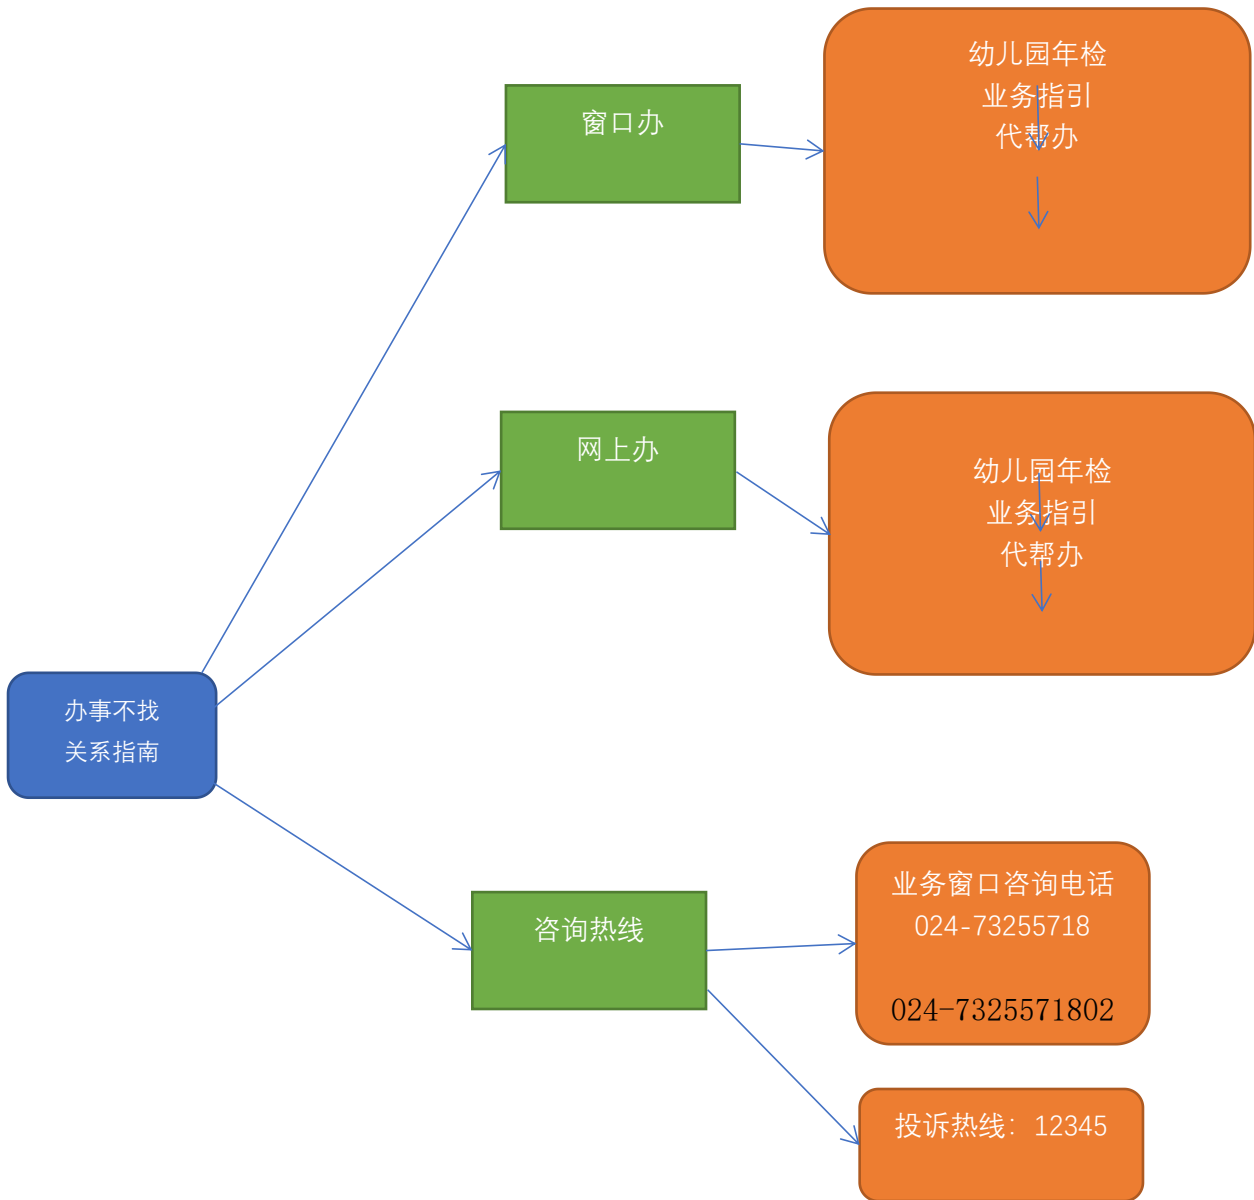 幼儿园年检
业务指引
代帮办
窗口办
网上办
幼儿园年检
业务指引
代帮办
办事不找
关系指南
咨询热线
业务窗口咨询电话
024-73255718
024-7325571802
投诉热线：12345